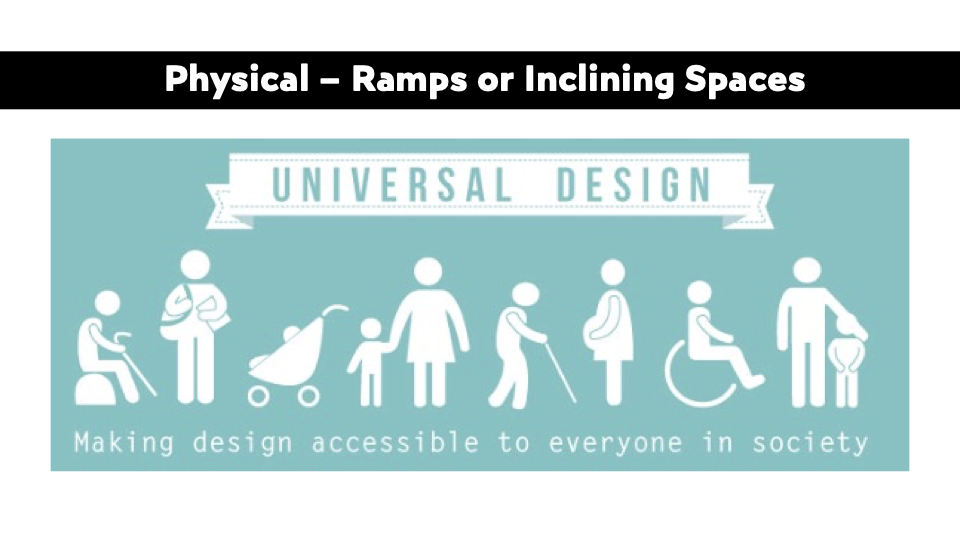 Physical – Ramps or Inclining Spaces
UNIVERSAL DESIGN
Making design accessible to everyone in society